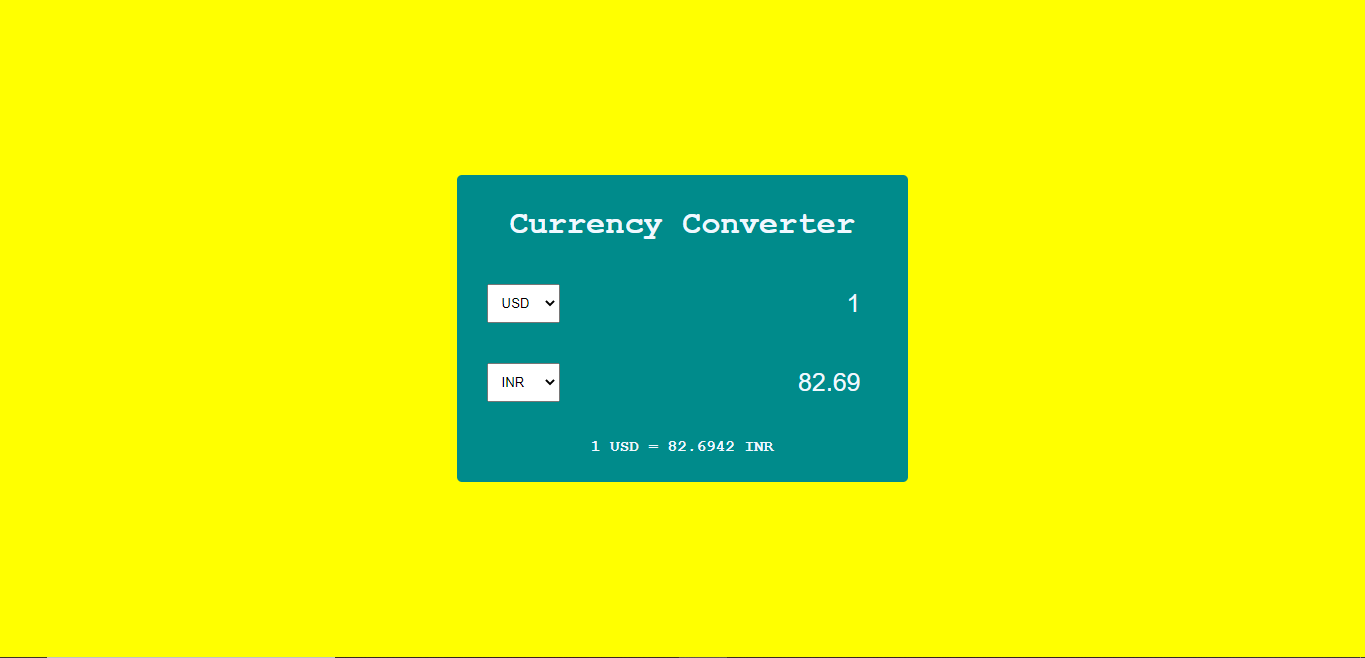 Currency Converter
USD 1
INR 82.69
1 USD = 82.6942 INR